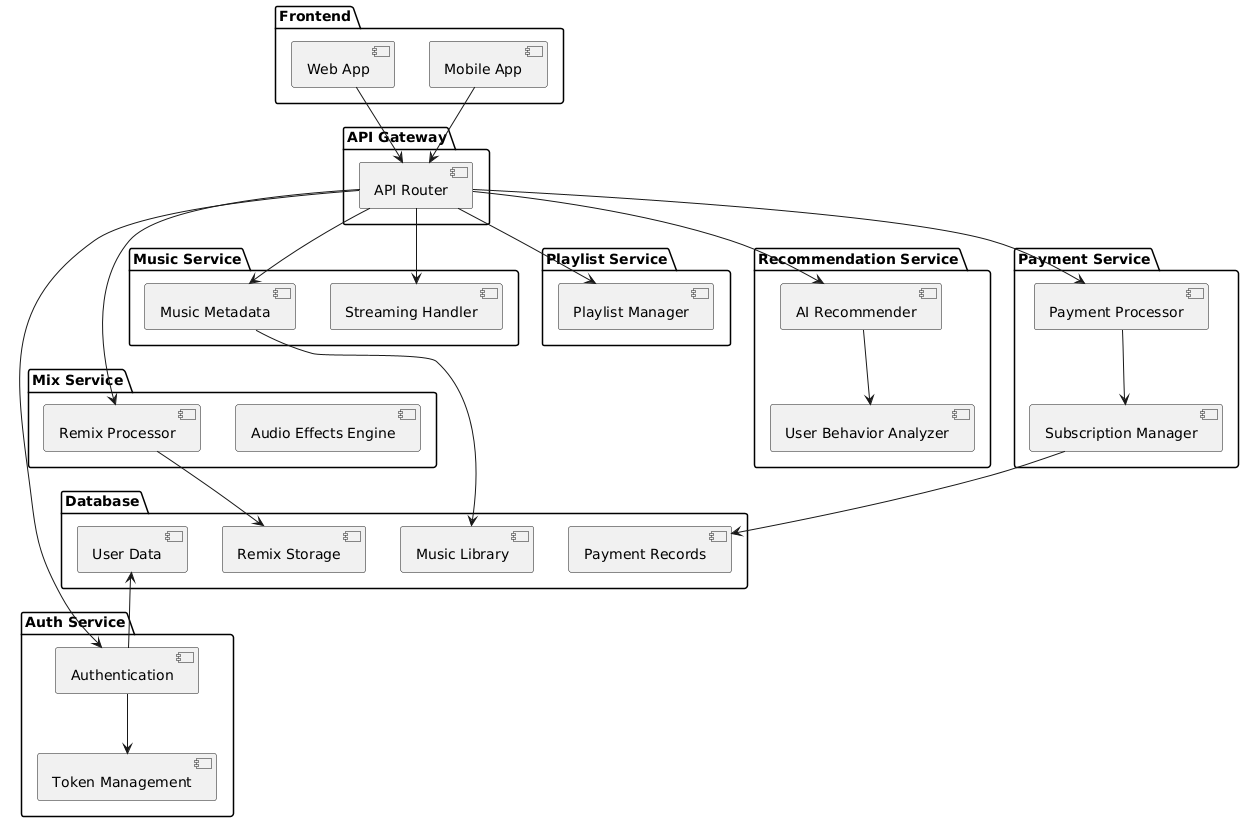 Frontend
Web App
Mobile App
API Gateway
API Router
Music Service
Music Metadata
Streaming Handler
Playlist Service
Playlist Manager
Recommendation Service
AI Recommender
User Behavior Analyzer
Payment Service
Payment Processor
Subscription Manager
Mix Service
Remix Processor
Audio Effects Engine
Database
User Data
Remix Storage
Music Library
Payment Records
Auth Service
Authentication
Token Management